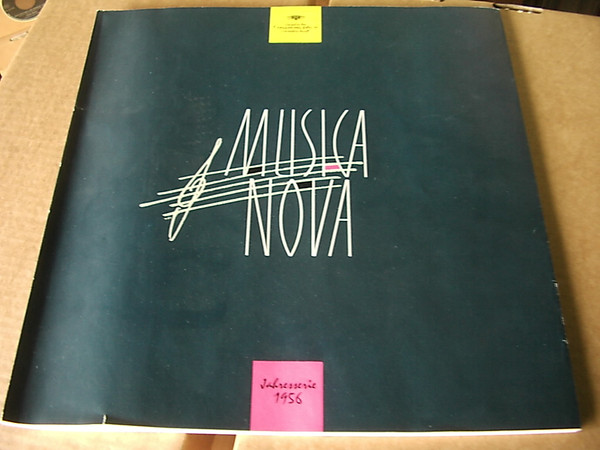 MUSICA
NOVA
Jahresserie
1956